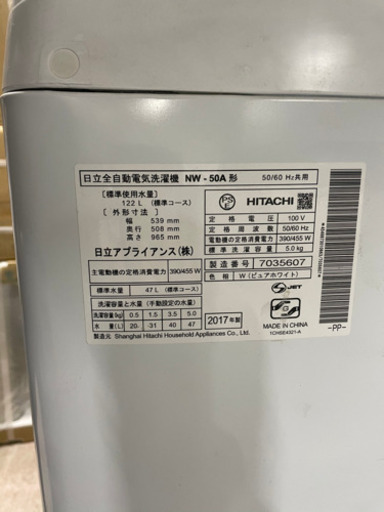 日立全自動電気洗濯機 NW-50A 形 50/60 Hz共用
[標準使用水量]
122 L (標準コース)
[外形寸法]
幅 539 mm
奥行 508 mm
高さ 965 mm
日立アプライアンス(株)
主電動機の定格消費電力 390/455 W
標準水量 47 L (標準コース)
洗濯容量と水量 (手動設定の水量)
洗濯容量(kg) 0.5 1.5 3.5 5.0
水量(L) 20 31 40 47
製造元 Shanghai Hitachi Household Appliances Co., Ltd.
2017年製
HITACHI
定格電圧 100 V
定格周波数 50/60 Hz
定格消費電力 390/455 W
標準洗濯容量 5.0 kg
製造番号 7035607
色相 W (ピュアホワイト)
JET
MADE IN CHINA
1CH6E4321-A
-PP-